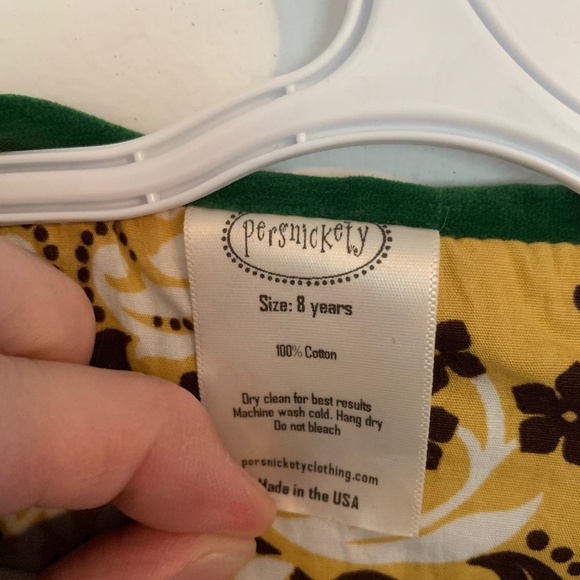 persnickety
Size: 8 years
100% Cotton
Dry clean for best results
Machine wash cold. Hang dry
Do not bleach
persnicketyclothing.com
Made in the USA